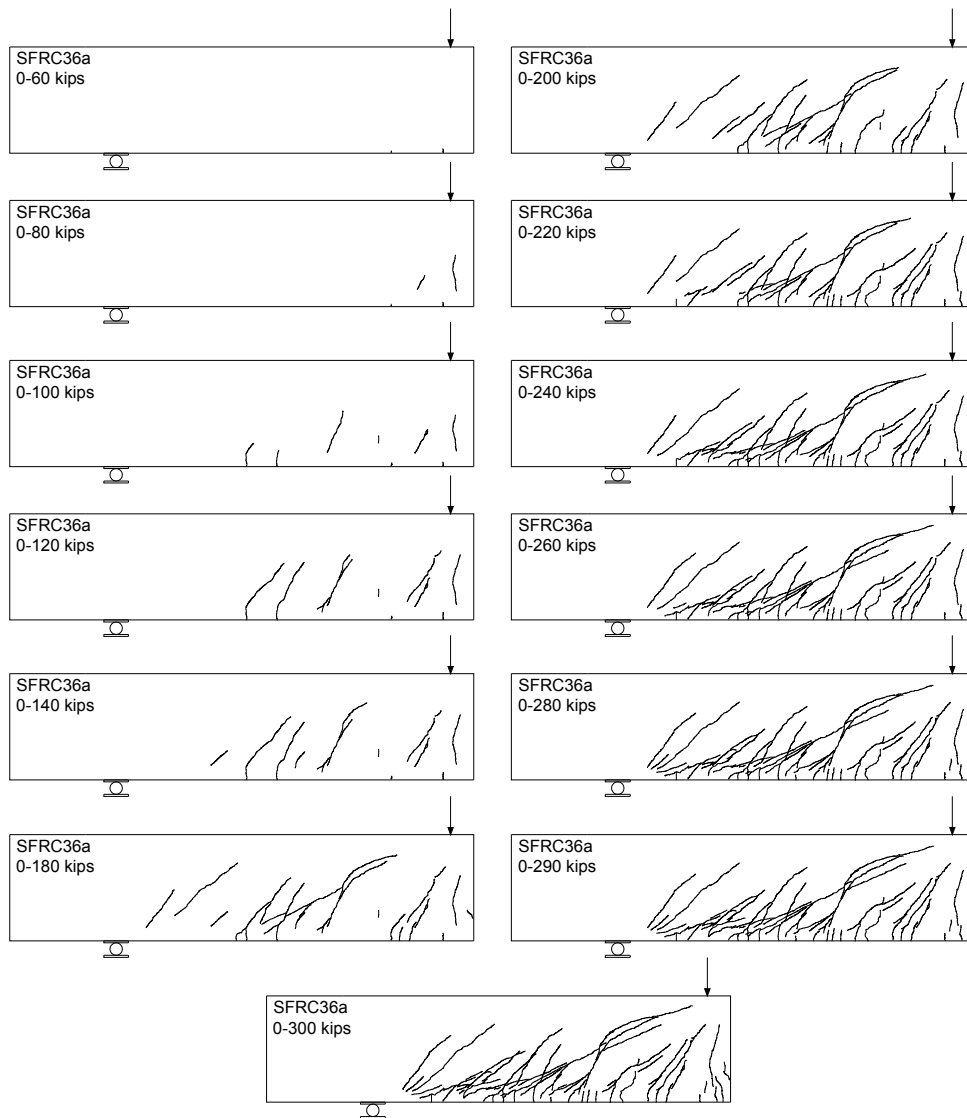 SFRC36a
0-60 kips
SFRC36a
0-80 kips
SFRC36a
0-100 kips
SFRC36a
0-120 kips
SFRC36a
0-140 kips
SFRC36a
0-180 kips
SFRC36a
0-200 kips
SFRC36a
0-220 kips
SFRC36a
0-240 kips
SFRC36a
0-260 kips
SFRC36a
0-280 kips
SFRC36a
0-290 kips
SFRC36a
0-300 kips